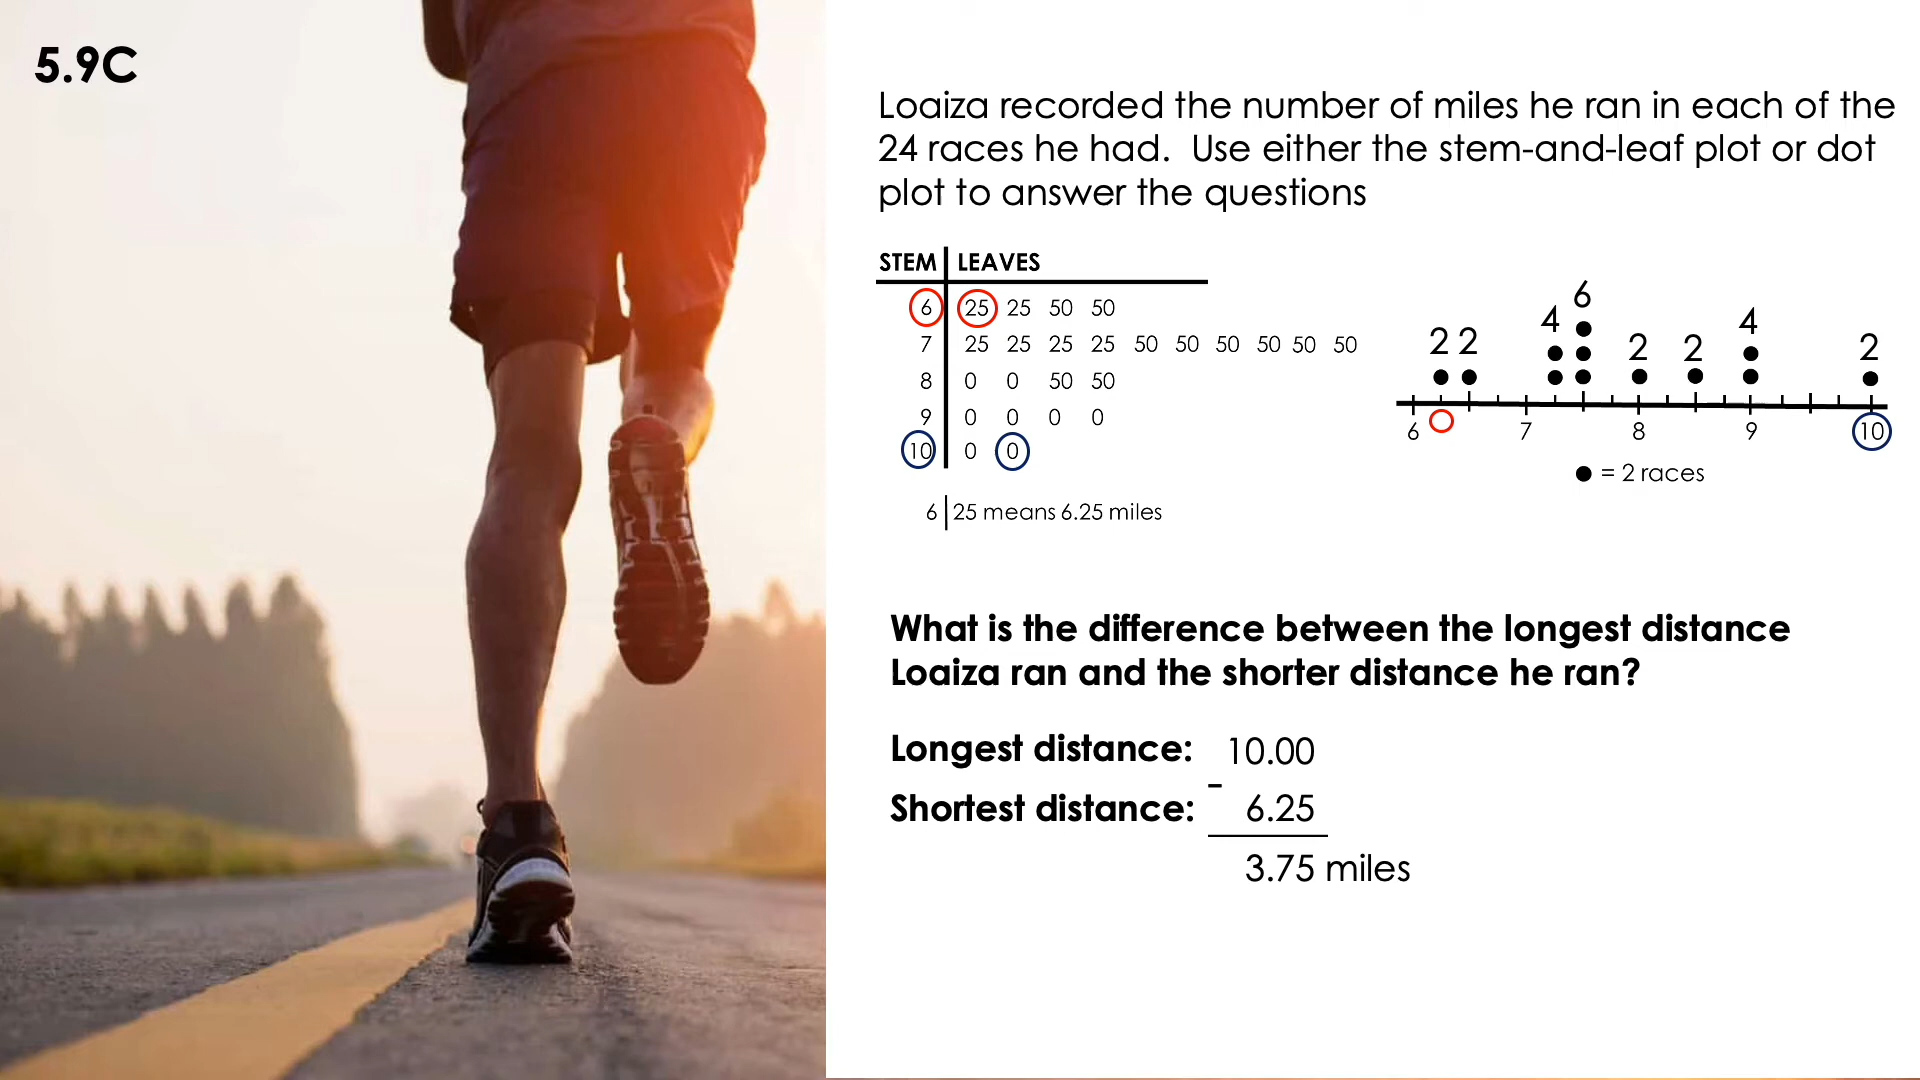 5.9C
Loaiza recorded the number of miles he ran in each of the
24 races he had. Use either the stem-and-leaf plot or dot
plot to answer the questions
STEM LEAVES
6 25 25 50 50
7 25 25 25 25 50 50 50 50 50 50
8 0 0 50 50
9 0 0 0 0
10 0 0
6 25 means 6.25 miles
2 2 4 6 2 2 4 2
6 7 8 9 10
= 2 races
What is the difference between the longest distance
Loaiza ran and the shorter distance he ran?
Longest distance: 10.00
-
Shortest distance: 6.25
3.75 miles